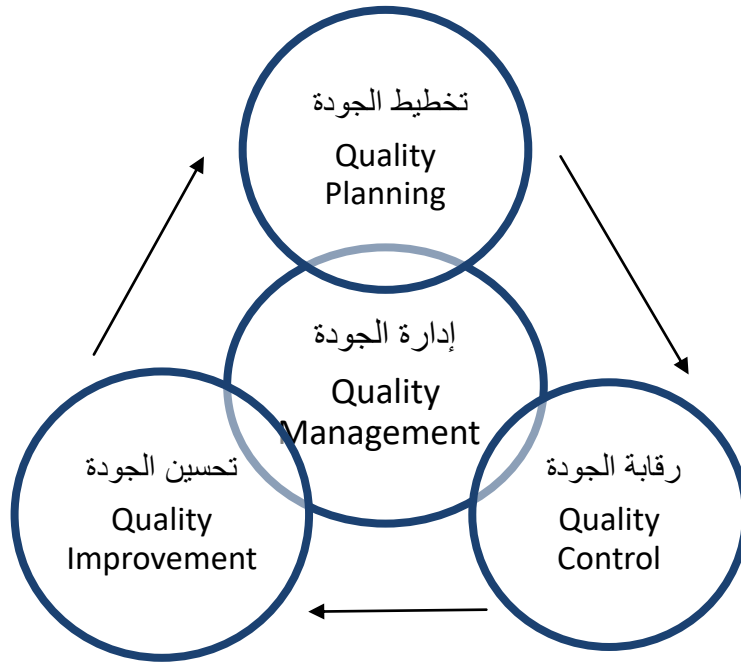 تخطيط الجودة
Quality
Planning
إدارة الجودة
Quality
Management
تحسين الجودة
Quality
Improvement
رقابة الجودة
Quality
Control